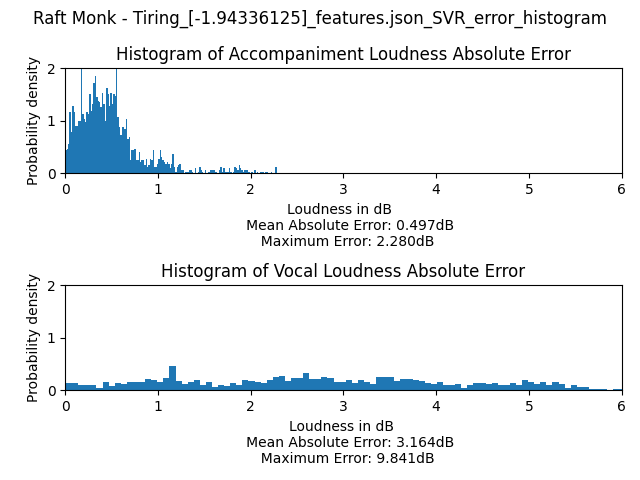 Raft Monk - Tiring_[-1.94336125]_features.json_SVR_error_histogram
Histogram of Accompaniment Loudness Absolute Error
Probability density
2
1
0
0 1 2 3 4 5 6
Loudness in dB
Mean Absolute Error: 0.497dB
Maximum Error: 2.280dB
Histogram of Vocal Loudness Absolute Error
Probability density
2
1
0
0 1 2 3 4 5 6
Loudness in dB
Mean Absolute Error: 3.164dB
Maximum Error: 9.841dB